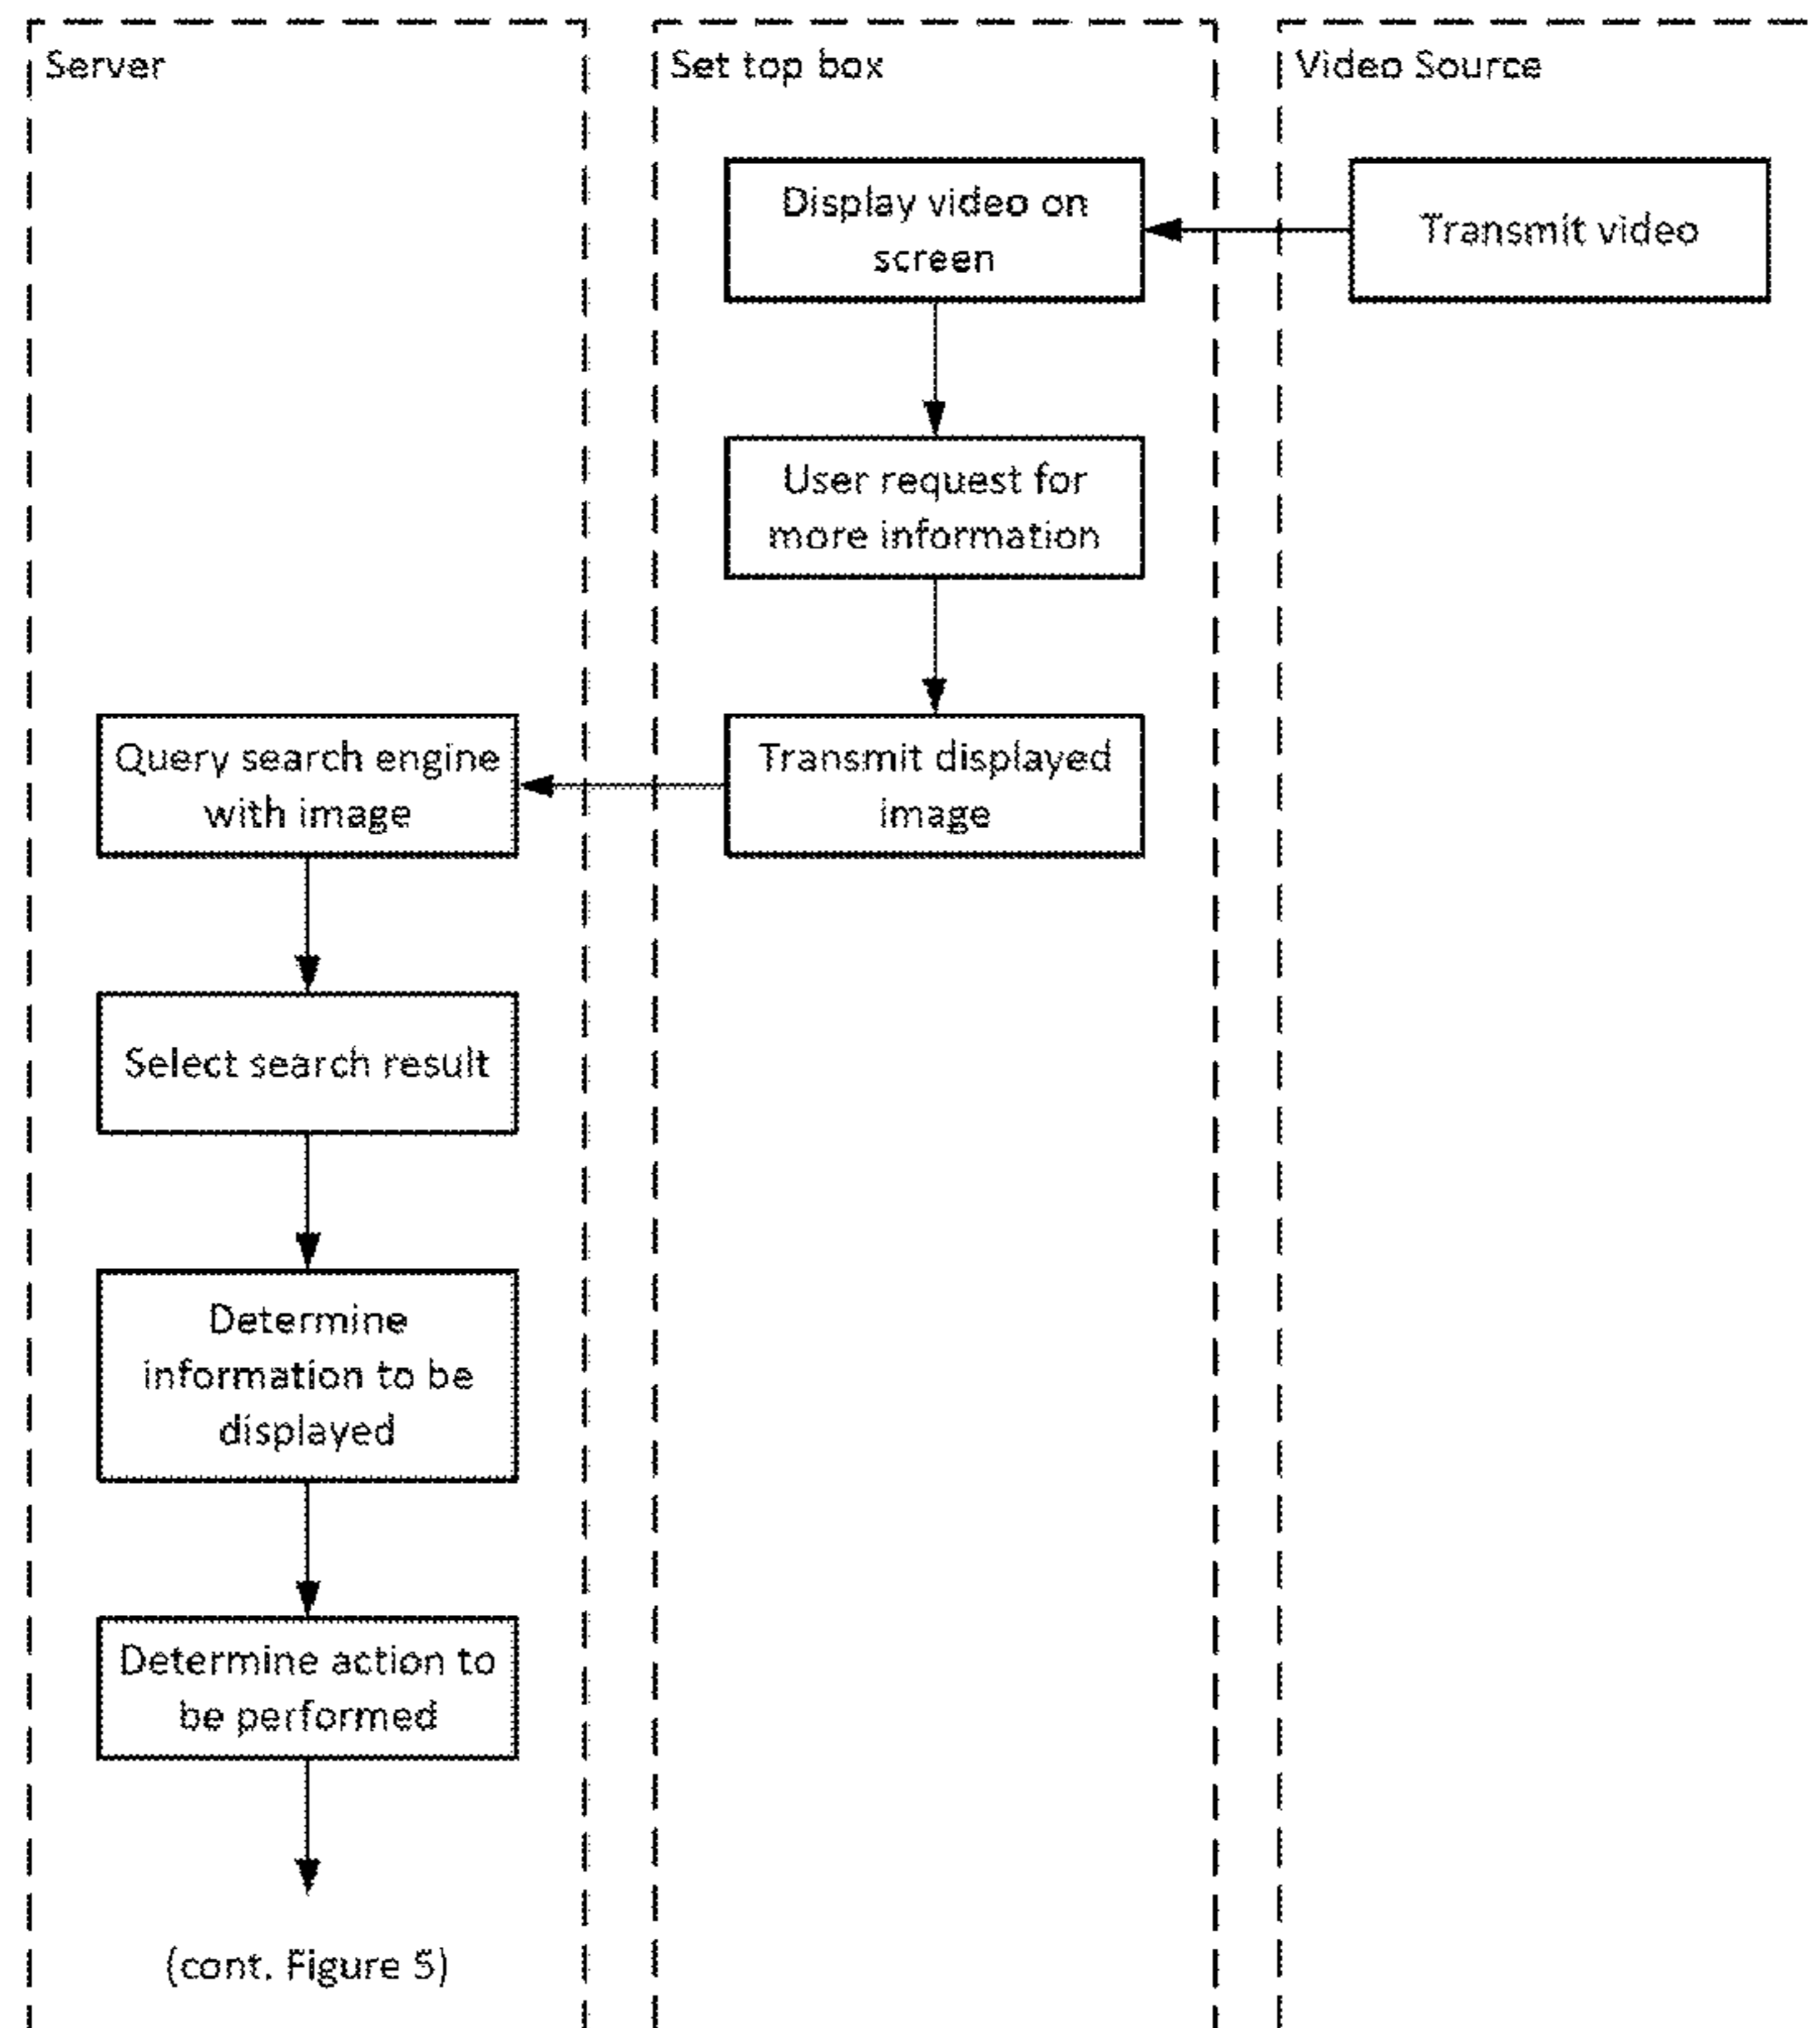 Server
Set top box
Video Source
Display video on
screen
Transmit video
User request for
more information
Query search engine
with image
Transmit displayed
image
Select search result
Determine
information to be
displayed
Determine action to
be performed
(cont. Figure 5)